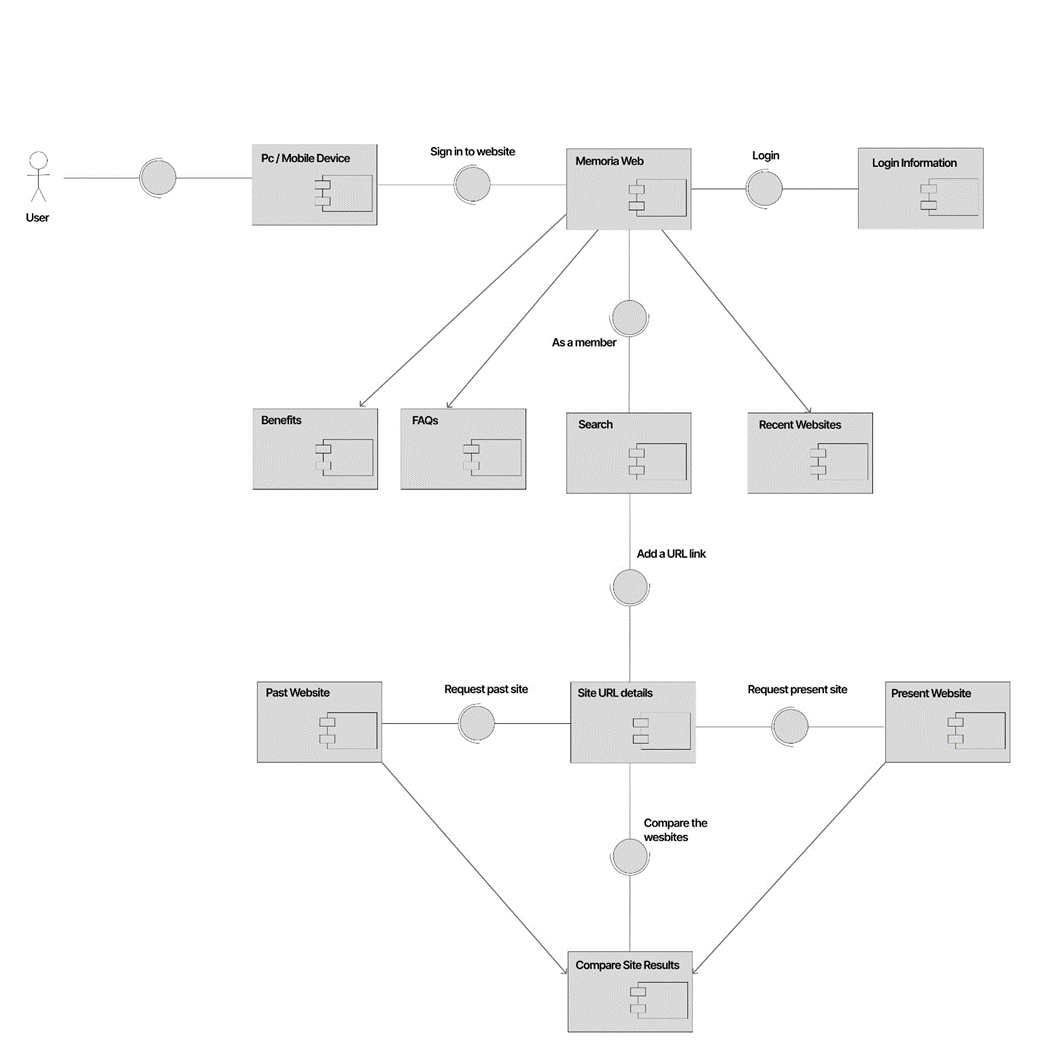 Pc / Mobile Device
Sign in to website
Memoria Web
Login
Login Information
User
As a member
Benefits
FAQs
Search
Recent Websites
Add a URL link
Past Website
Request past site
Site URL details
Request present site
Present Website
Compare the
wesbites
Compare Site Results